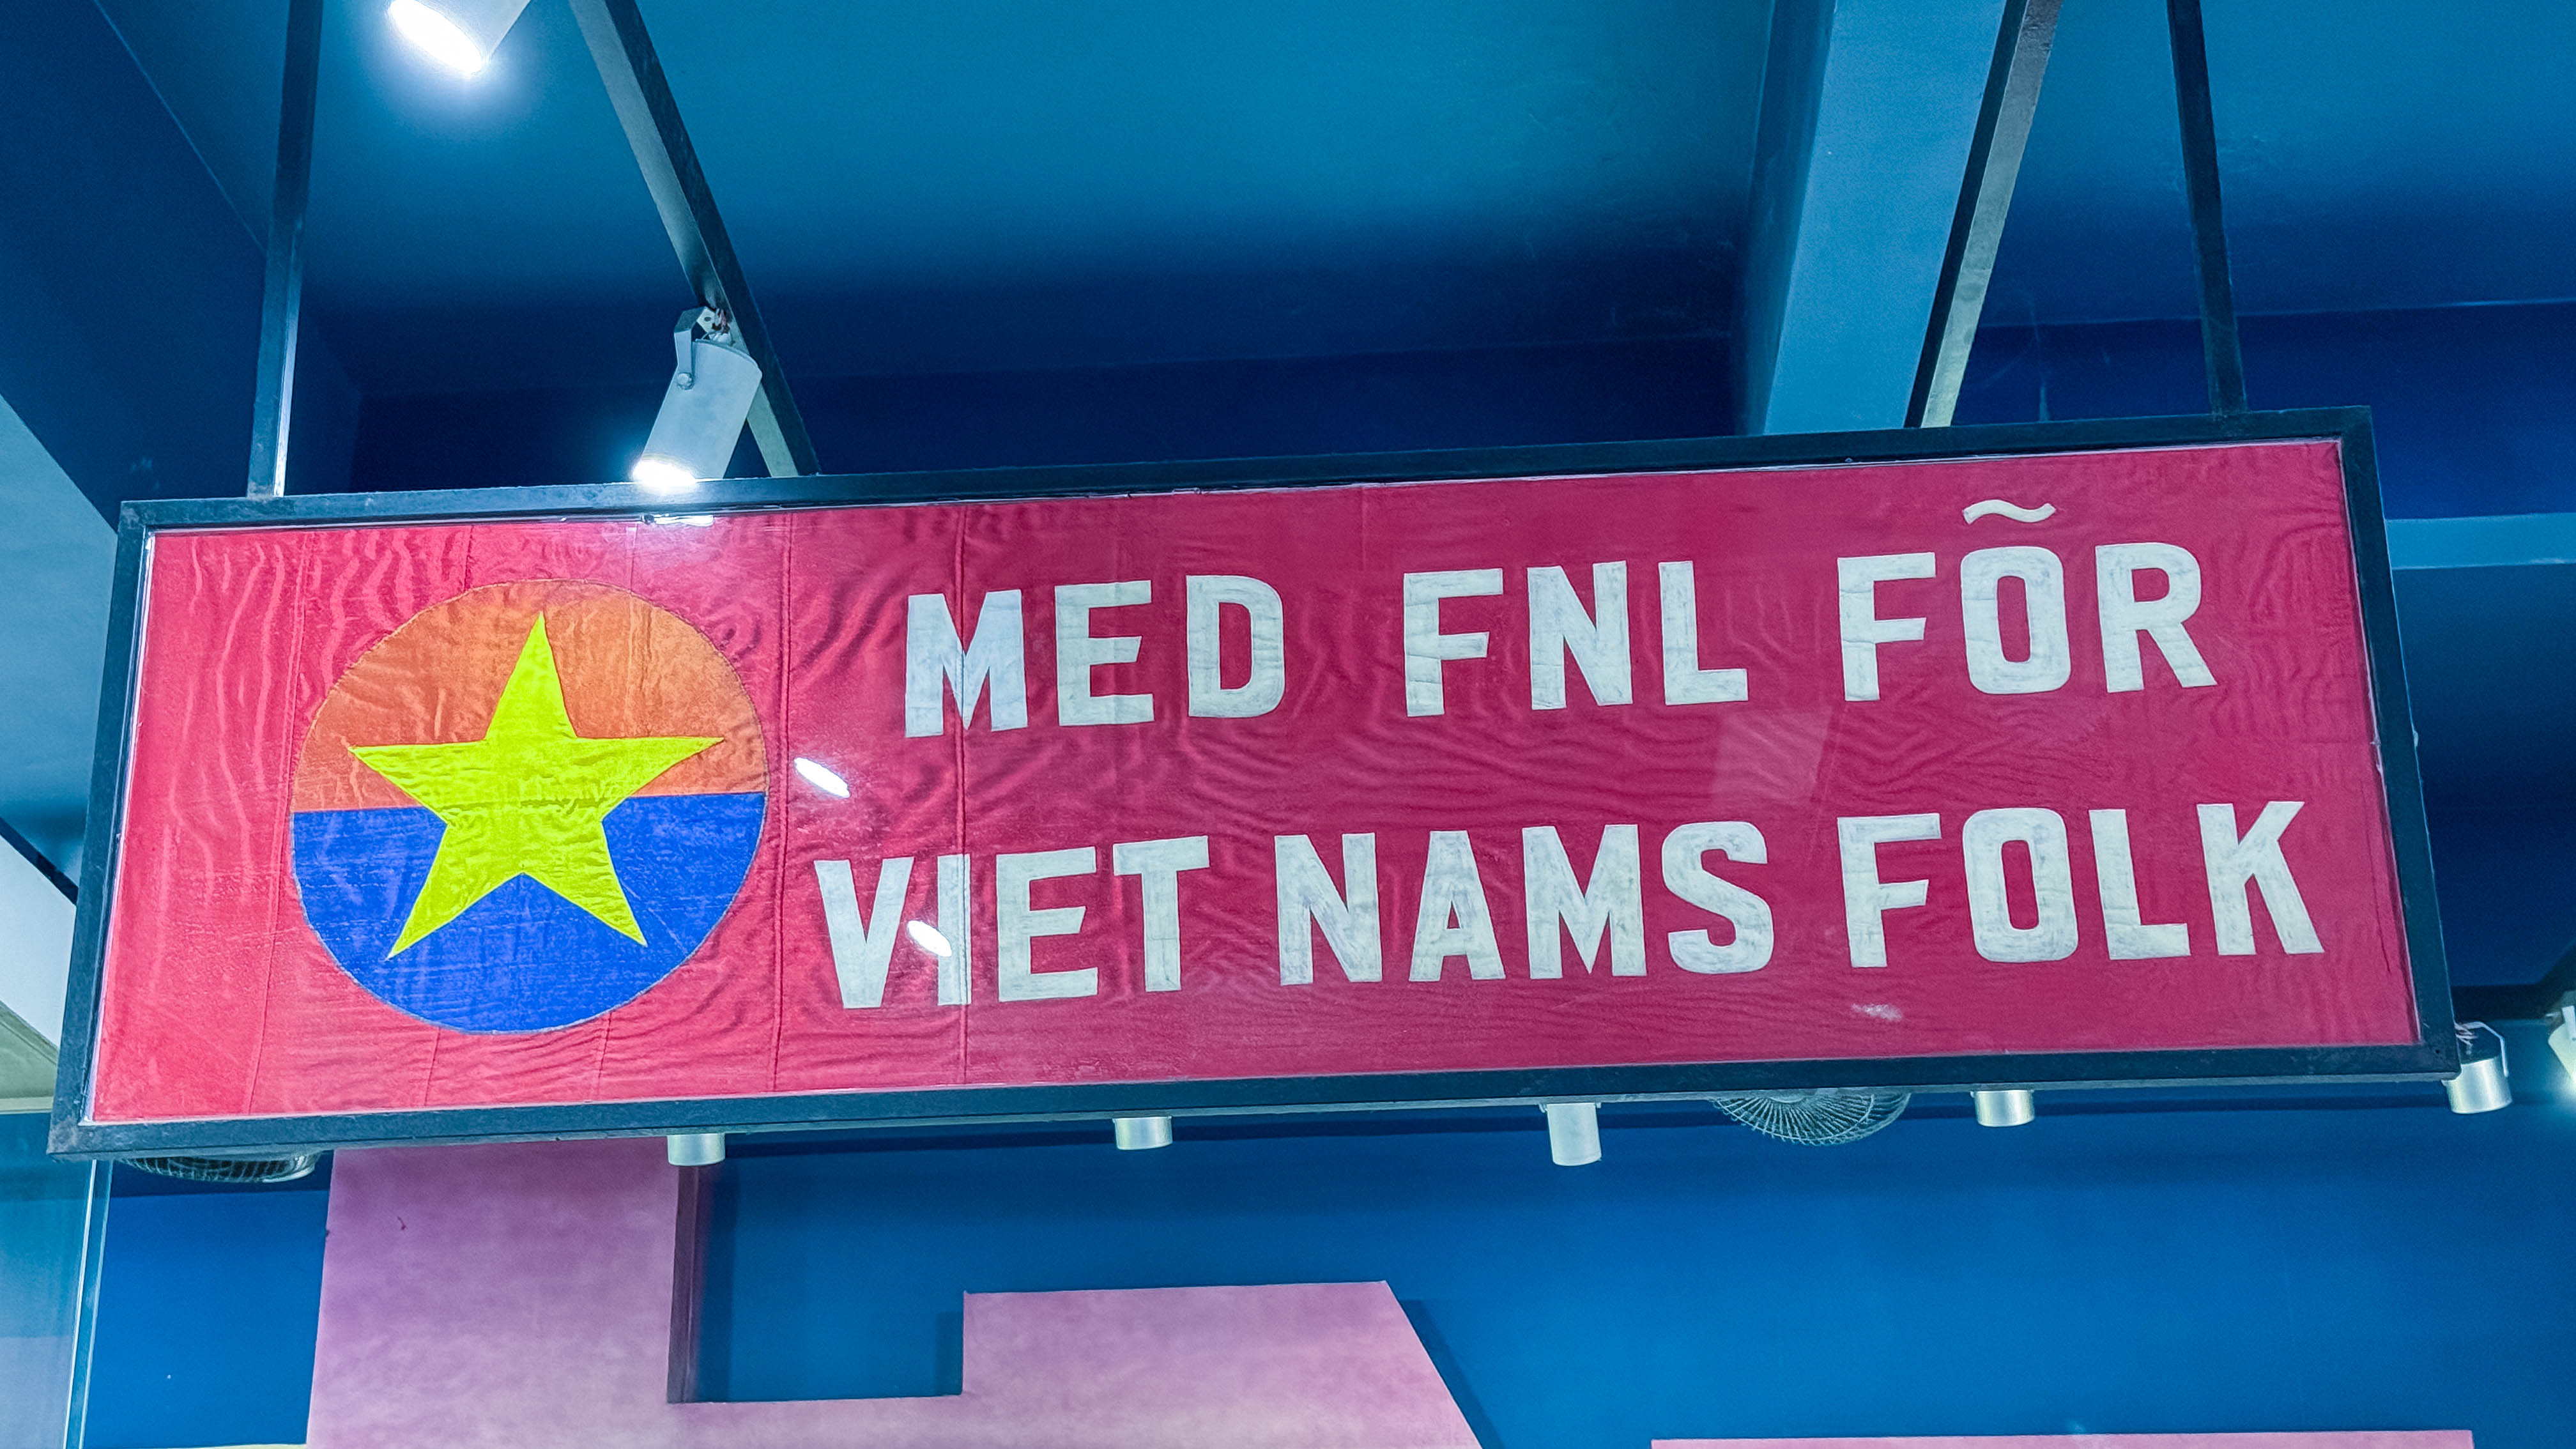 MED FNL FÕR
VIET NAMS FOLK